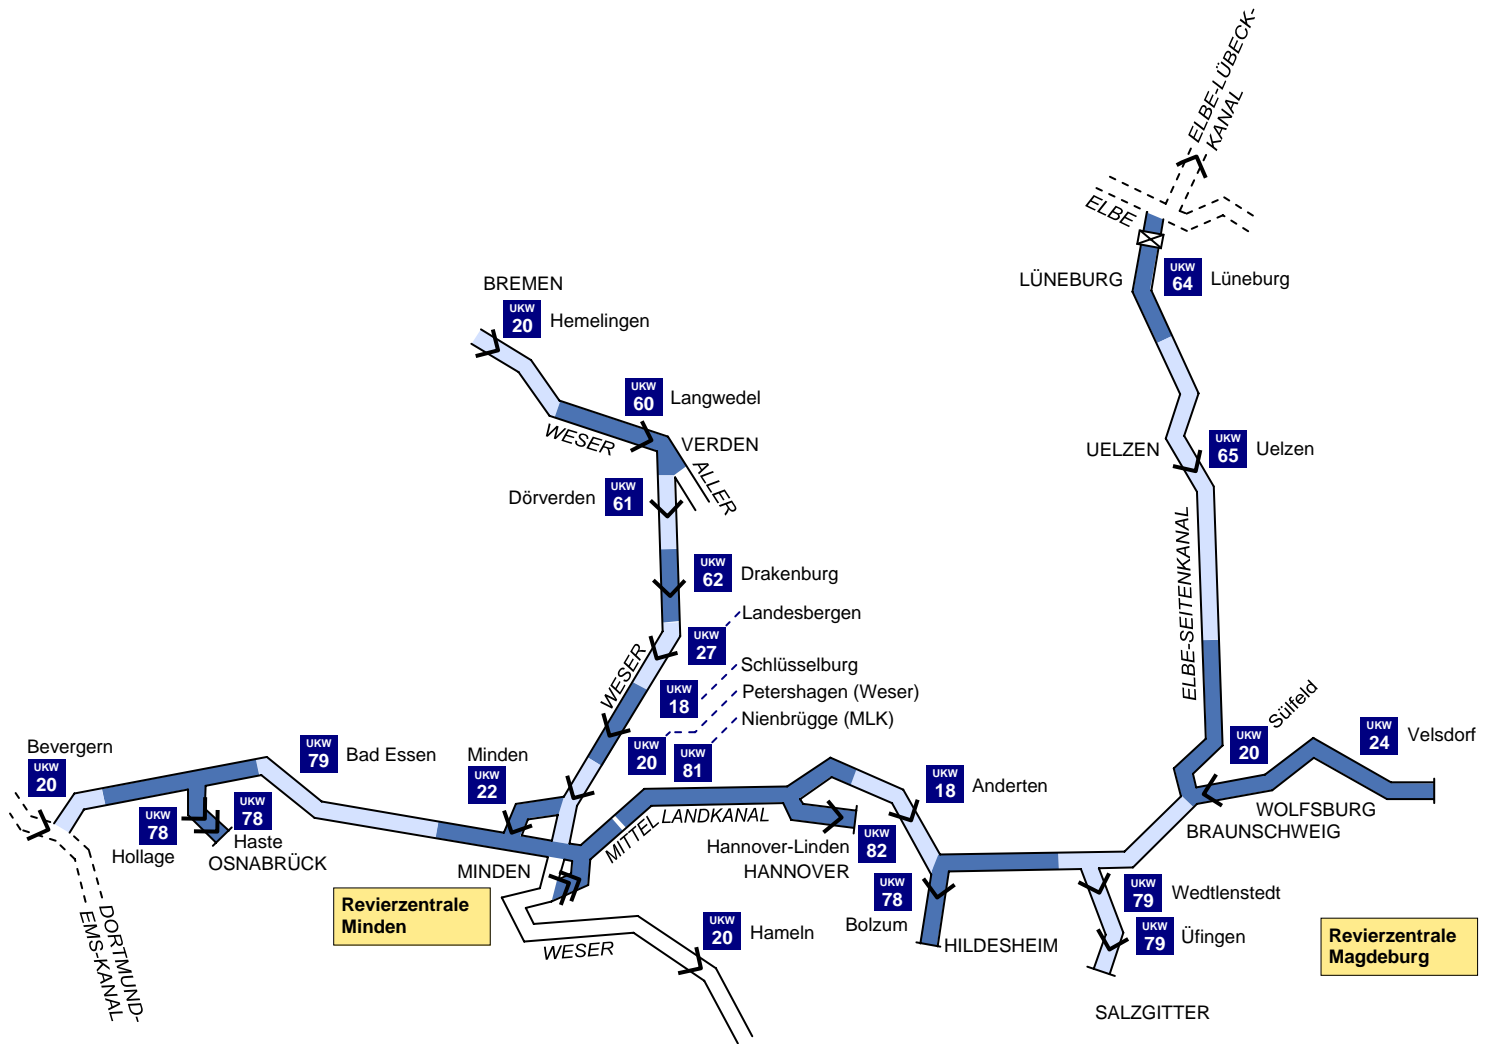 ELBE-LÜBECK-
KANAL
ELBE
LÜNEBURG
UKW
64
Lüneburg
BREMEN
UKW
20
Hemelingen
UKW
60
Langwedel
WESER
VERDEN
ALLER
UELZEN
UKW
65
Uelzen
Dörverden
UKW
61
ELBE-SEITENKANAL
UKW
62
Drakenburg
Landesbergen
UKW
27
WESER
Schlüsselburg
UKW
18
Petershagen (Weser)
UKW
20
Nienbrügge (MLK)
UKW
81
Bevergern
UKW
20
UKW
79
Bad Essen
Minden
UKW
22
UKW
18
Anderten
UKW
20
Sülfeld
UKW
24
Velsdorf
WOLFSBURG
BRAUNSCHWEIG
UKW
78
Hollage
UKW
78
Haste
OSNABRÜCK
MITTEL
LANDKANAL
Hannover-Linden
UKW
82
HANNOVER
MINDEN
Revierzentrale
Minden
UKW
78
Bolzum
HILDESHEIM
UKW
79
Wedtlenstedt
UKW
79
Üfingen
SALZGITTER
Revierzentrale
Magdeburg
WESER
UKW
20
Hameln
DORTMUND-
EMS-KANAL